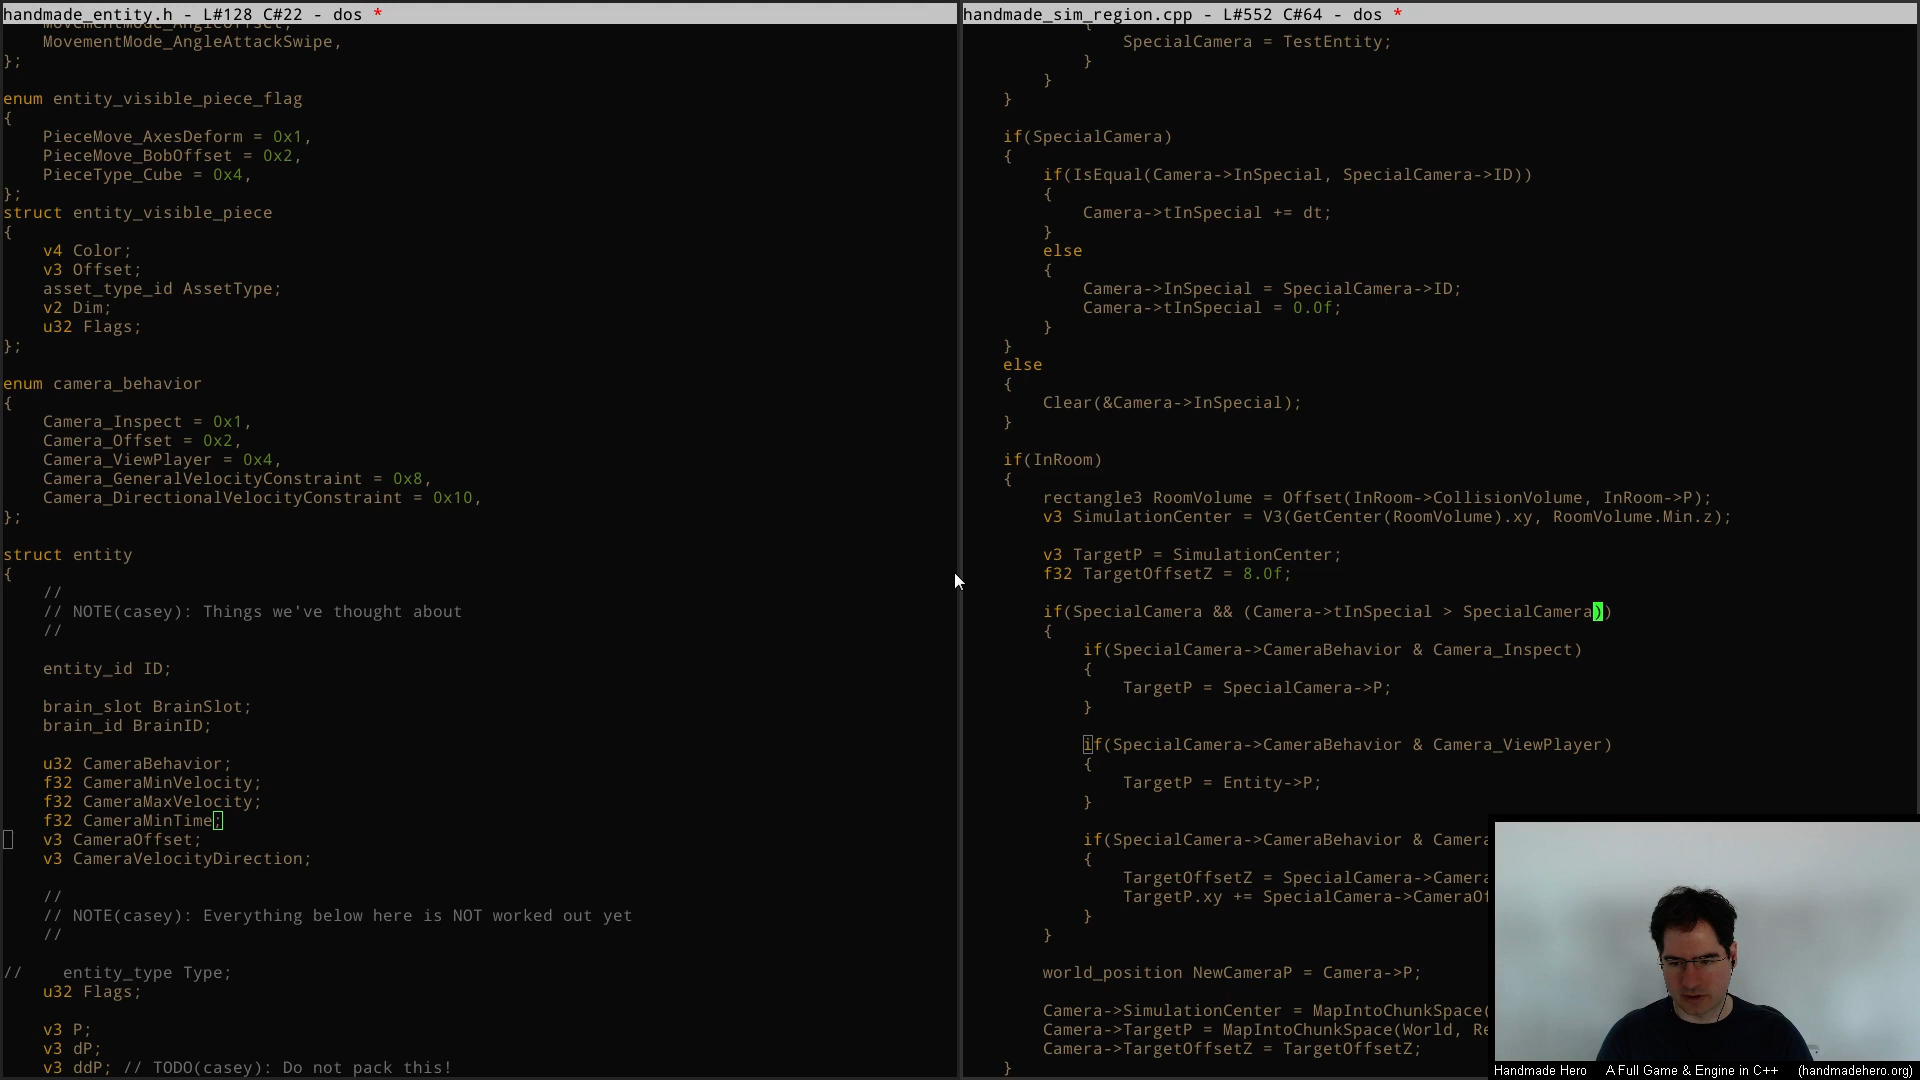 handmade_entity.h - L#128 C#22 - dos *
MovementMode_AngleOffset,
MovementMode_AngleAttackSwipe,
};
enum entity_visible_piece_flag
{
PieceMove_AxesDeform = 0x1,
PieceMove_BobOffset = 0x2,
PieceType_Cube = 0x4,
};
struct entity_visible_piece
{
v4 Color;
v3 Offset;
asset_type_id AssetType;
v2 Dim;
u32 Flags;
};
enum camera_behavior
{
Camera_Inspect = 0x1,
Camera_Offset = 0x2,
Camera_ViewPlayer = 0x4,
Camera_GeneralVelocityConstraint = 0x8,
Camera_DirectionalVelocityConstraint = 0x10,
};
struct entity
{
//
// NOTE(casey): Things we've thought about
//
entity_id ID;
brain_slot BrainSlot;
brain_id BrainID;
u32 CameraBehavior;
f32 CameraMinVelocity;
f32 CameraMaxVelocity;
f32 CameraMinTime;
v3 CameraOffset;
v3 CameraVelocityDirection;
//
// NOTE(casey): Everything below here is NOT worked out yet
//
// entity_type Type;
u32 Flags;
v3 P;
v3 dP;
v3 ddP; // TODO(casey): Do not pack this!
handmade_sim_region.cpp - L#552 C#64 - dos *
{
SpecialCamera = TestEntity;
}
}
}
if(SpecialCamera)
{
if(IsEqual(Camera->InSpecial, SpecialCamera->ID))
{
Camera->tInSpecial += dt;
}
else
{
Camera->InSpecial = SpecialCamera->ID;
Camera->tInSpecial = 0.0f;
}
}
else
{
Clear(&Camera->InSpecial);
}
if(InRoom)
{
rectangle3 RoomVolume = Offset(InRoom->CollisionVolume, InRoom->P);
v3 SimulationCenter = V3(GetCenter(RoomVolume).xy, RoomVolume.Min.z);
v3 TargetP = SimulationCenter;
f32 TargetOffsetZ = 8.0f;
if(SpecialCamera && (Camera->tInSpecial > SpecialCamera))
{
if(SpecialCamera->CameraBehavior & Camera_Inspect)
{
TargetP = SpecialCamera->P;
}
if(SpecialCamera->CameraBehavior & Camera_ViewPlayer)
{
TargetP = Entity->P;
}
if(SpecialCamera->CameraBehavior & Camera
{
TargetOffsetZ = SpecialCamera->Camera
TargetP.xy += SpecialCamera->CameraOf
}
}
world_position NewCameraP = Camera->P;
Camera->SimulationCenter = MapIntoChunkSpace(
Camera->TargetP = MapIntoChunkSpace(World, Re
Camera->TargetOffsetZ = TargetOffsetZ;
}
Handmade Hero A Full Game & Engine in C++ (handmadehero.org)